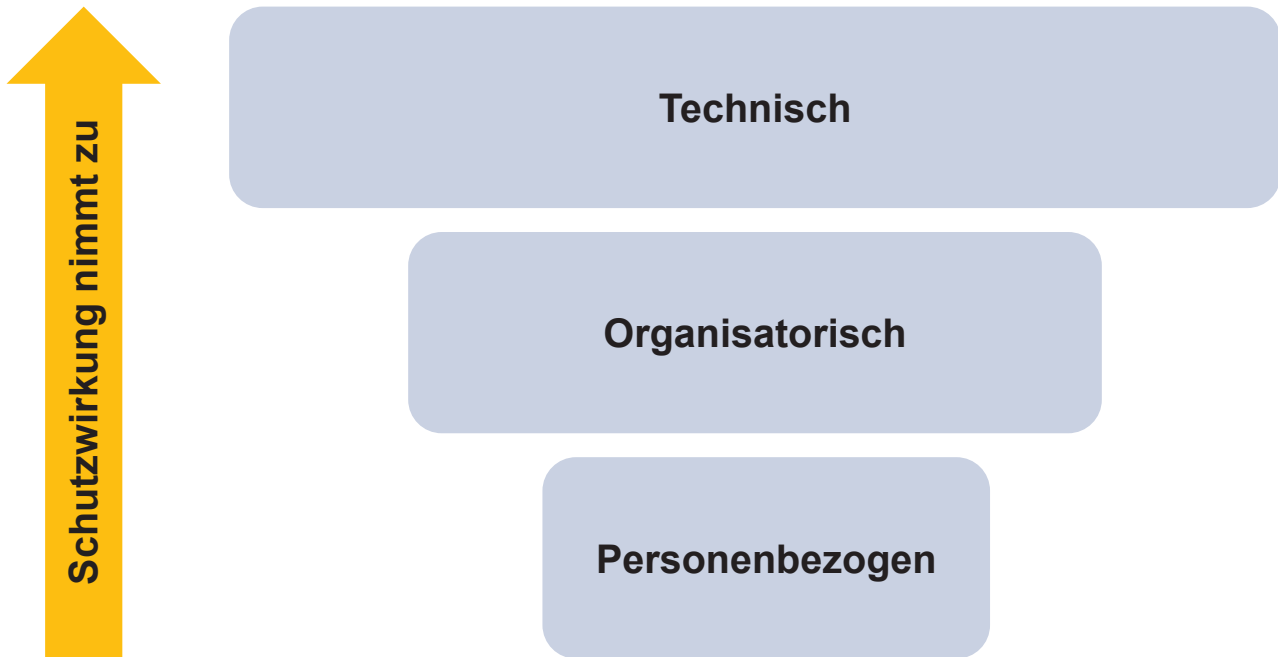 Schutzwirkung nimmt zu
Technisch
Organisatorisch
Personenbezogen